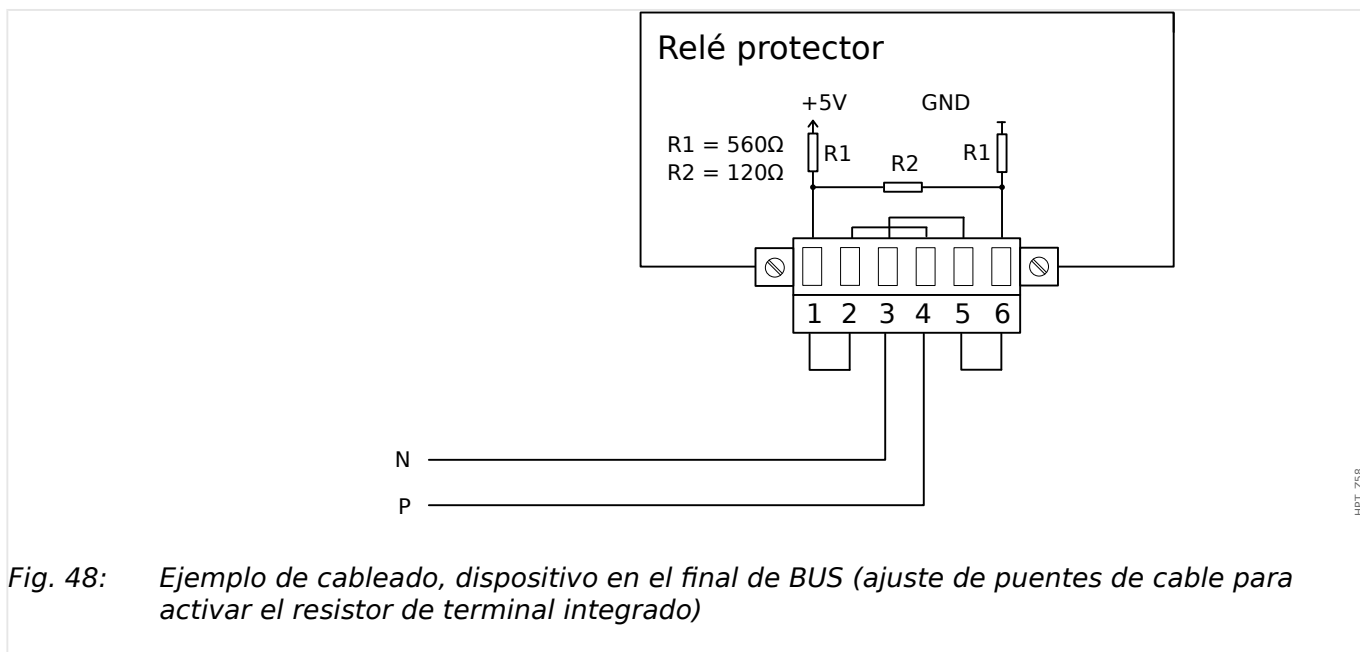 Relé protector
+5V GND
R1 = 560Ω
R2 = 120Ω
R1 R2 R1
1 2 3 4 5 6
N
P
HPT_Z58
Fig. 48: Ejemplo de cableado, dispositivo en el final de BUS (ajuste de puentes de cable para
activar el resistor de terminal integrado)